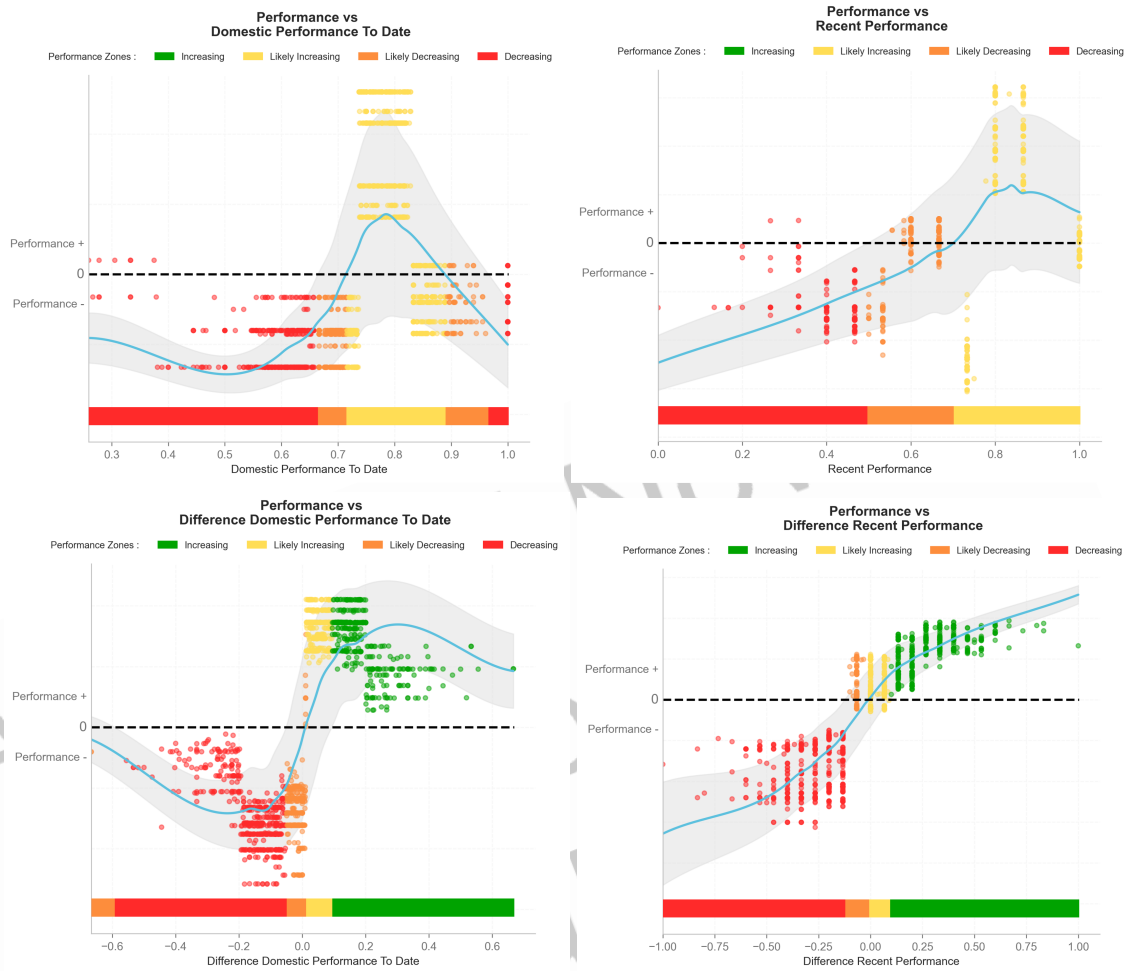 Performance vs
Domestic Performance To Date
Performance Zones : Increasing Likely Increasing Likely Decreasing Decreasing
Performance +
0
Performance -
0.3 0.4 0.5 0.6 0.7 0.8 0.9 1.0
Domestic Performance To Date
Performance vs
Recent Performance
Performance Zones : Increasing Likely Increasing Likely Decreasing Decreasing
Performance +
0
Performance -
0.0 0.2 0.4 0.6 0.8 1.0
Recent Performance
Performance vs
Difference Domestic Performance To Date
Performance Zones : Increasing Likely Increasing Likely Decreasing Decreasing
Performance +
0
Performance -
−0.6 −0.4 −0.2 0.0 0.2 0.4 0.6
Difference Domestic Performance To Date
Performance vs
Difference Recent Performance
Performance Zones : Increasing Likely Increasing Likely Decreasing Decreasing
Performance +
0
Performance -
−1.00 −0.75 −0.50 −0.25 0.00 0.25 0.50 0.75 1.00
Difference Recent Performance